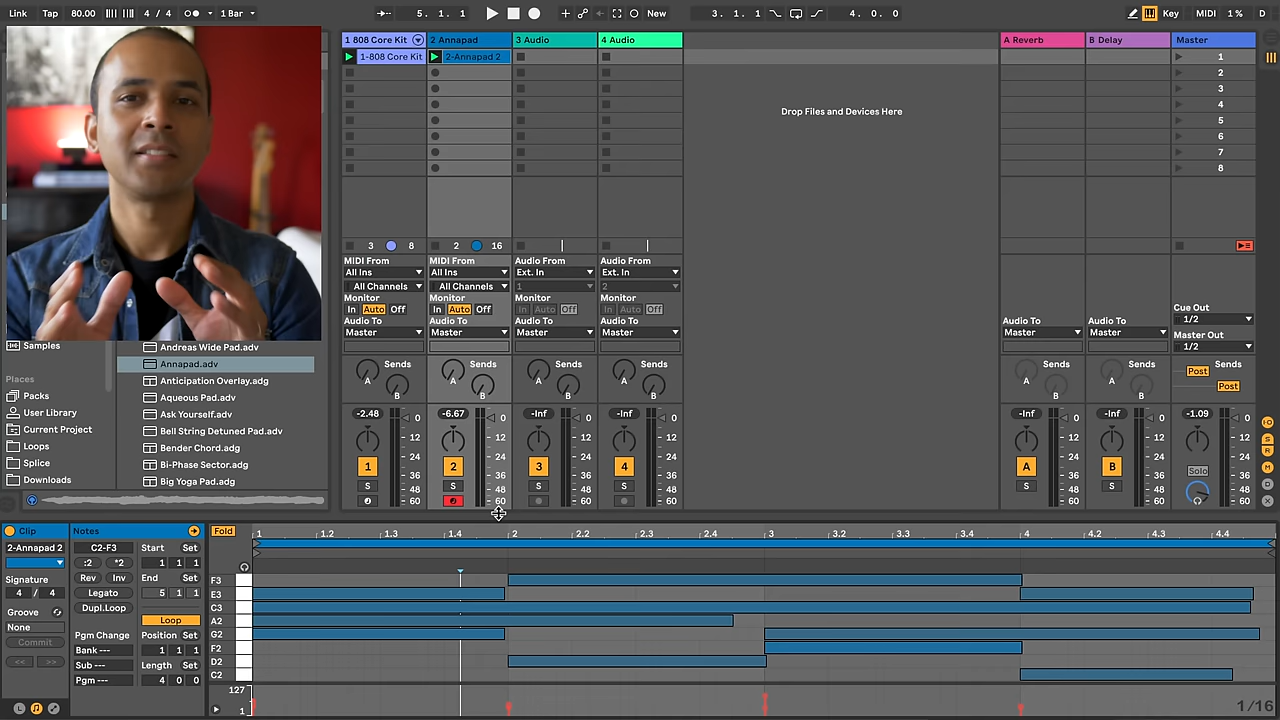 Link Tap 80.00 4 / 4 1 Bar 5. 1. 1 New 3. 1. 1 4. 0. 0 Key MIDI 1 % D
1 808 Core Kit 2 Annapad 3 Audio 4 Audio A Reverb B Delay Master
1-808 Core Kit 2-Annapad 2 1
2
3
4
5
6
7
8
Drop Files and Devices Here
3 8 2 16
MIDI From MIDI From Audio From Audio From
All Ins All Ins Ext. In Ext. In
All Channels All Channels 1 2
Monitor Monitor Monitor Monitor
In Auto Off In Auto Off In Auto Off In Auto Off
Cue Out
1/2
Audio To Audio To Audio To Audio To Audio To Audio To Master Out
Master Master Master Master Master Master 1/2
Sends Sends Sends Sends Sends Sends Sends
A A A A A A Post
B B B B B B Post
-2.48 -6.67 -Inf -Inf -Inf -Inf -1.09
0 0 0 0 0 0 0
12 12 12 12 12 12 12
24 24 24 24 24 24 24
36 36 36 36 36 36 36
48 48 48 48 48 48 48
60 60 60 60 60 60 60
1 2 3 4 A B Solo
S S S S S S
Samples
Places
Packs
User Library
Current Project
Loops
Splice
Downloads
Andreas Wide Pad.adv
Annapad.adv
Anticipation Overlay.adg
Aqueous Pad.adv
Ask Yourself.adv
Bell String Detuned Pad.adv
Bender Chord.adg
Bi-Phase Sector.adg
Big Yoga Pad.adg
Clip Notes Fold
2-Annapad 2 C2-F3 Start Set
:2 *2 1 1 1
Signature Rev Inv End Set
4 / 4 Legato 5 1 1
Groove Dupl.Loop Loop
None Pgm Change Position Set
Commit Bank --- 1 1 1
<< >> Sub --- Length Set
Pgm --- 4 0 0
1 1.2 1.3 1.4 2 2.2 2.3 2.4 3 3.2 3.3 3.4 4 4.2 4.3 4.4
F3
E3
C3
A2
G2
F2
D2
C2
127
1
1/16